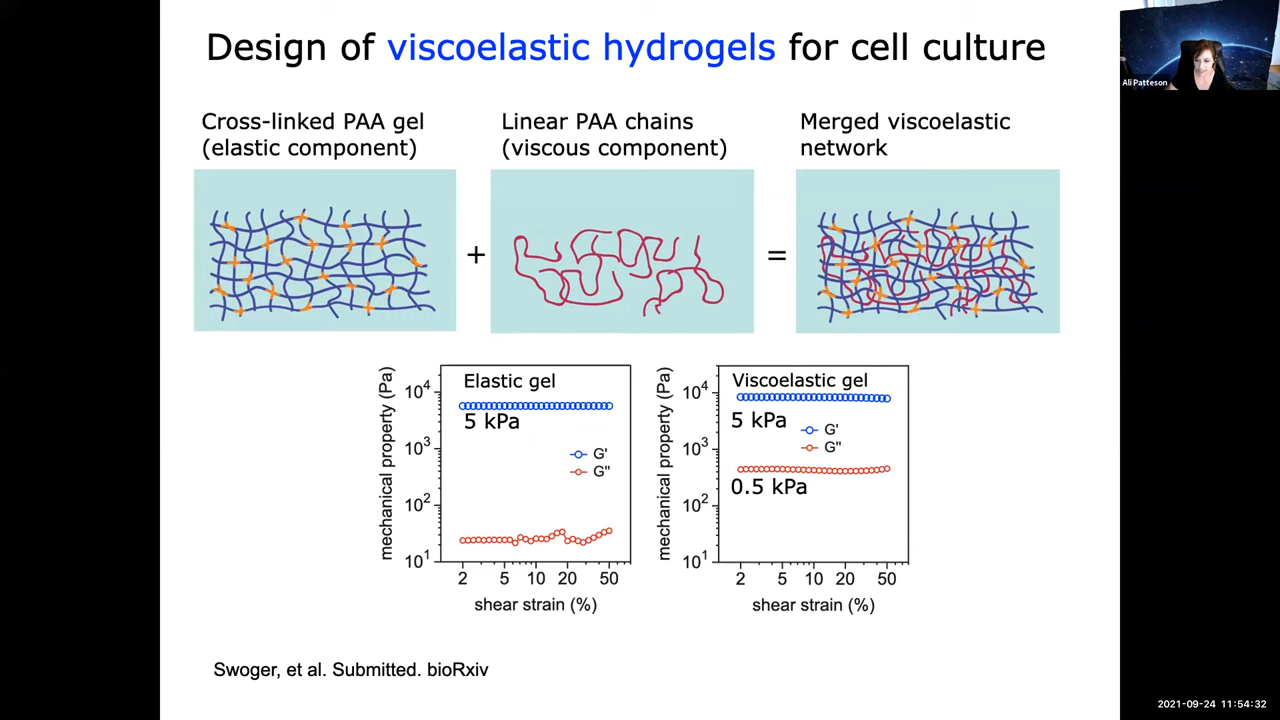 Design of viscoelastic hydrogels for cell culture
Ali Patteson
Cross-linked PAA gel
(elastic component)
Linear PAA chains
(viscous component)
Merged viscoelastic
network
+
=
mechanical property (Pa)
10⁴
10³
10²
10¹
Elastic gel
5 kPa
G'
G"
2 5 10 20 50
shear strain (%)
mechanical property (Pa)
10⁴
10³
10²
10¹
Viscoelastic gel
5 kPa
G'
G"
0.5 kPa
2 5 10 20 50
shear strain (%)
Swoger, et al. Submitted. bioRxiv
2021-09-24 11:54:32